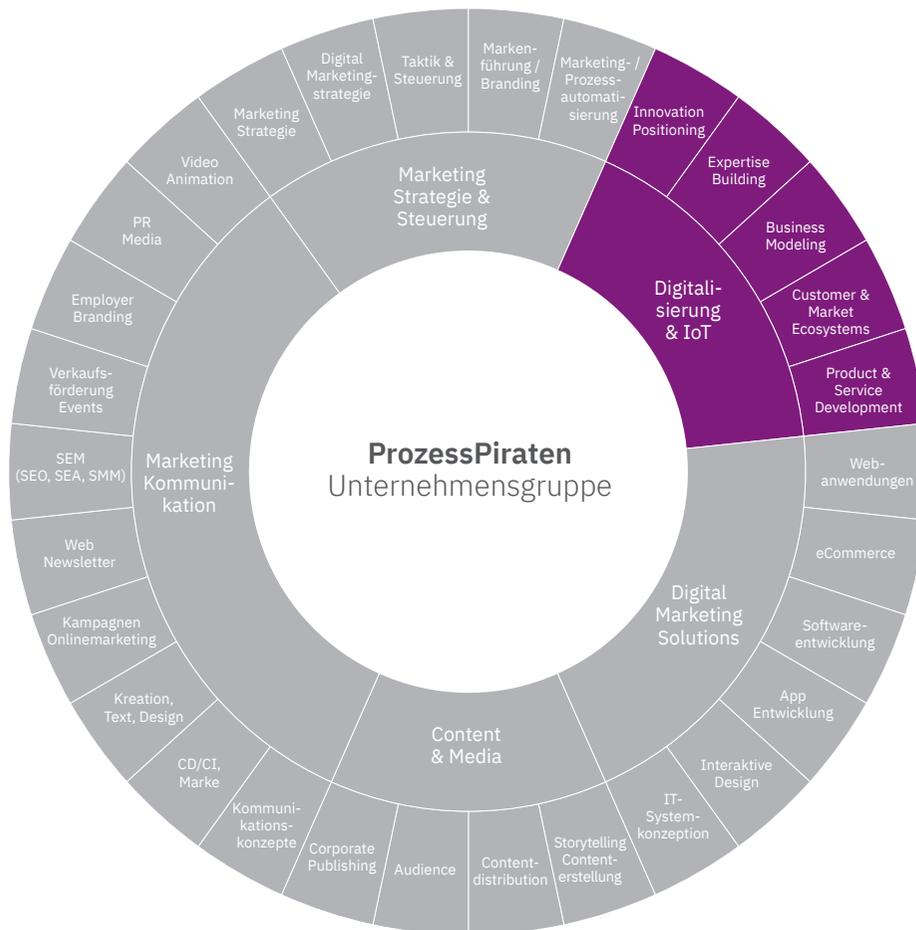 Marketing
Strategie
Digital
Marketing-
strategie
Taktik &
Steuerung
Marken-
führung /
Branding
Marketing- /
Prozess-
automati-
sierung
Innovation
Positioning
Expertise
Building
Business
Modeling
Customer &
Market
Ecosystems
Product &
Service
Development
Web-
anwendungen
eCommerce
Software-
entwicklung
App
Entwicklung
Interaktive
Design
IT-
System-
konzeption
Storytelling
Content-
erstellung
Content-
distribution
Audience
Corporate
Publishing
Kommuni-
kations-
konzepte
CD/CI,
Marke
Kreation,
Text, Design
Kampagnen
Onlinemarketing
Web
Newsletter
SEM
(SEO, SEA, SMM)
Verkaufs-
förderung
Events
Employer
Branding
PR
Media
Video
Animation
Marketing
Strategie &
Steuerung
Digitali-
sierung
& IoT
Digital
Marketing
Solutions
Content
& Media
Marketing
Kommuni-
kation
ProzessPiraten
Unternehmensgruppe